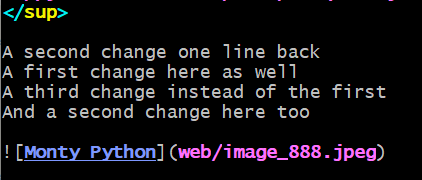 </sup>
A second change one line back
A first change here as well
A third change instead of the first
And a second change here too
![Monty Python](web/image_888.jpeg)